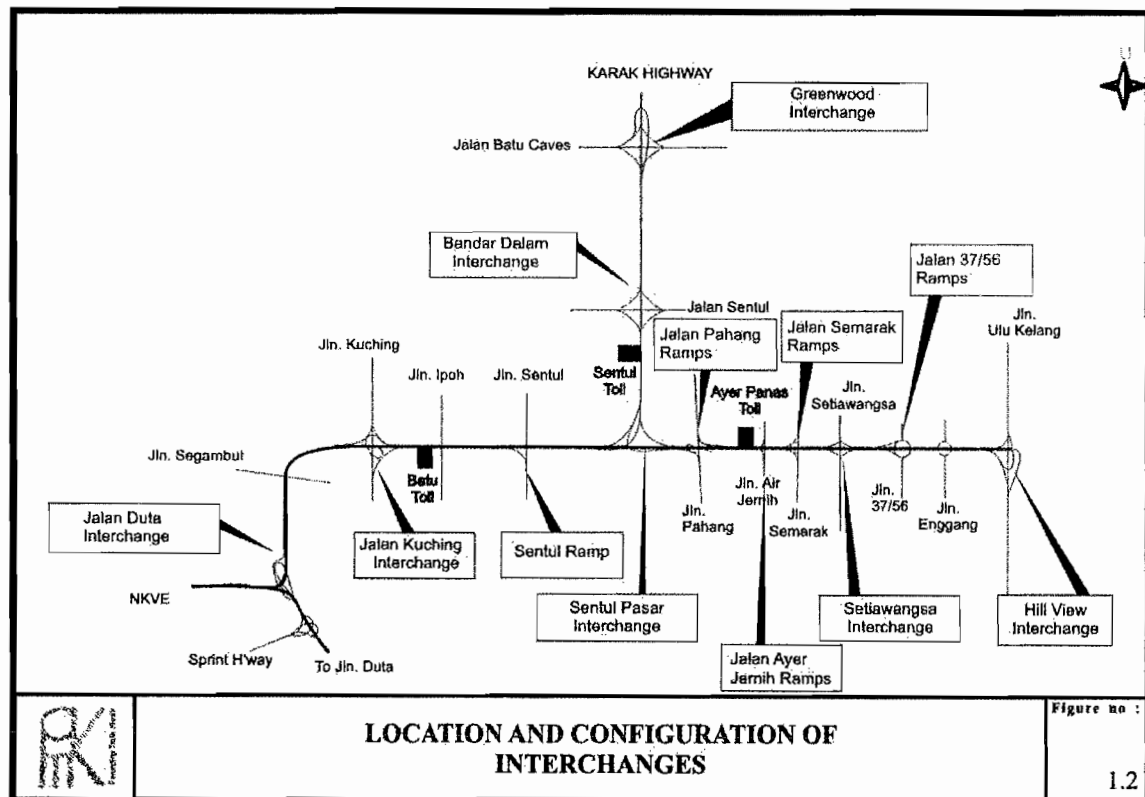 U
KARAK HIGHWAY
Greenwood
Interchange
Jalan Batu Caves
Bandar Dalam
Interchange
Jalan 37/56
Ramps
Jalan Sentul
Jln.
Ulu Kelang
Jalan Pahang
Ramps
Jalan Semarak
Ramps
Jln. Kuching
Jln. Ipoh
Jln. Sentul
Sentul
Toll
Ayer Panas
Toll
Jln.
Setiawangsa
Jln. Segambut
Batu
Toll
Jln.
Pahang
Jln. Air
Jernih
Jln.
Semarak
Jln.
37/56
Jln.
Enggang
Jalan Duta
Interchange
Jalan Kuching
Interchange
Sentul Ramp
NKVE
Sentul Pasar
Interchange
Setiawangsa
Interchange
Hill View
Interchange
Sprint H'way
To Jln. Duta
Jalan Ayer
Jernih Ramps
LOCATION AND CONFIGURATION OF
INTERCHANGES
Figure no :
1.2